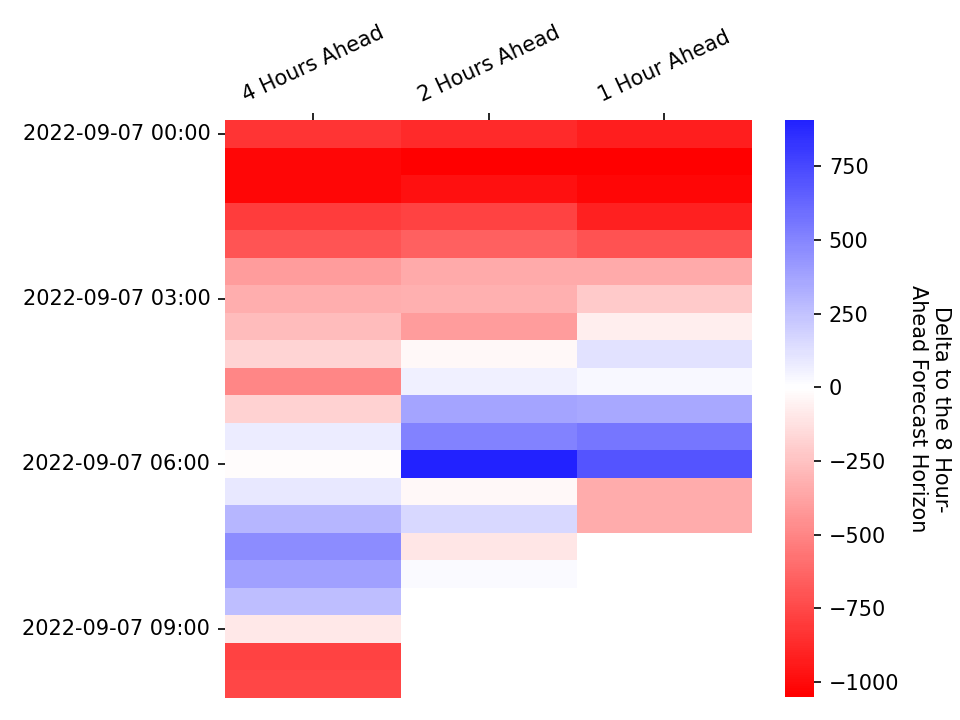 4 Hours Ahead
2 Hours Ahead
1 Hour Ahead
2022-09-07 00:00
2022-09-07 03:00
2022-09-07 06:00
2022-09-07 09:00
750
500
250
0
−250
−500
−750
−1000
Delta to the 8 Hour-
Ahead Forecast Horizon